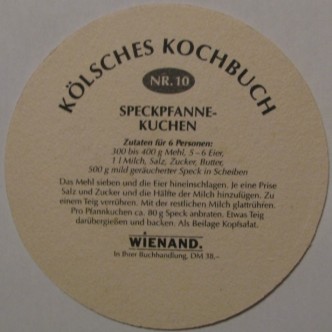 KÖLSCHES KOCHBUCH
NR. 10
SPECKPFANNE-
KUCHEN
Zutaten für 6 Personen:
300 bis 400 g Mehl, 5 – 6 Eier,
1 l Milch, Salz, Zucker, Butter,
500 g mild geräucherter Speck in Scheiben
Das Mehl sieben und die Eier hineinschlagen. Je eine Prise
Salz und Zucker und die Hälfte der Milch hinzufügen. Zu
einem Teig verrühren. Mit der restlichen Milch glattrühren.
Pro Pfannkuchen ca. 80 g Speck anbraten. Etwas Teig
darübergießen und backen. Als Beilage Kopfsalat.
WIENAND.
In Ihrer Buchhandlung, DM 38,–